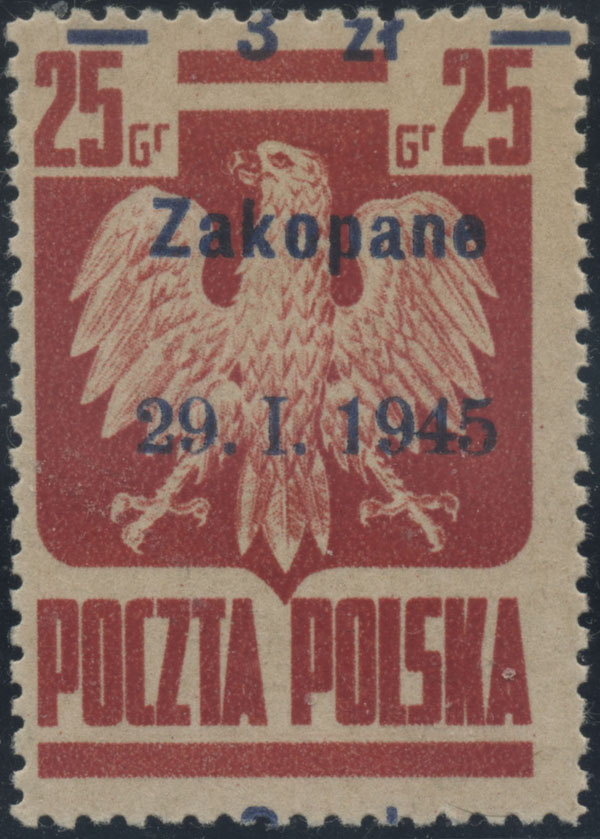 3 zł
25 Gr Gr 25
Zakopane
29. I. 1945
POCZTA POLSKA